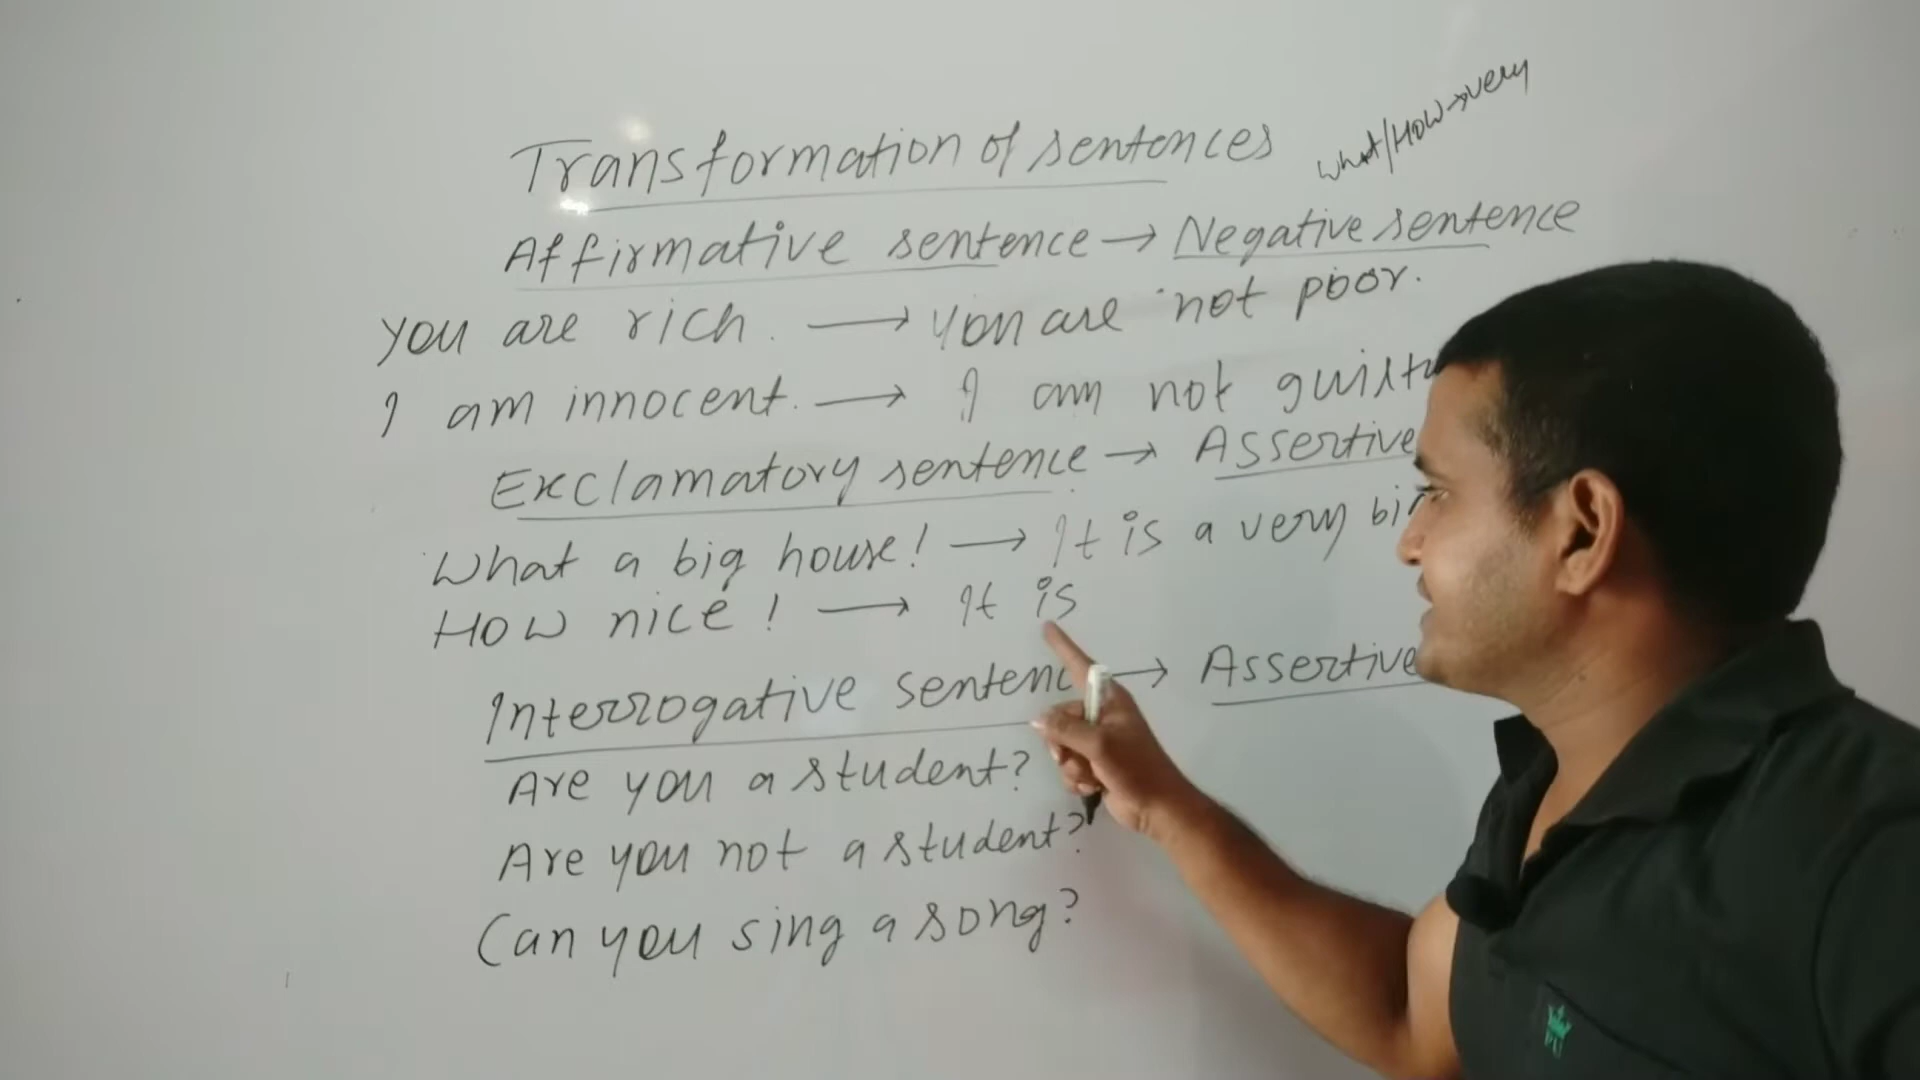 What/How→very
Transformation of sentences
Affirmative sentence → Negative sentence
You are rich. → You are not poor.
I am innocent. → I am not
Exclamatory sentence → Assertive
What a big house! → It is a very
How nice! → It is
Interrogative → Assertive
Are you a student?
Are you not a student?
Can you sing a song?